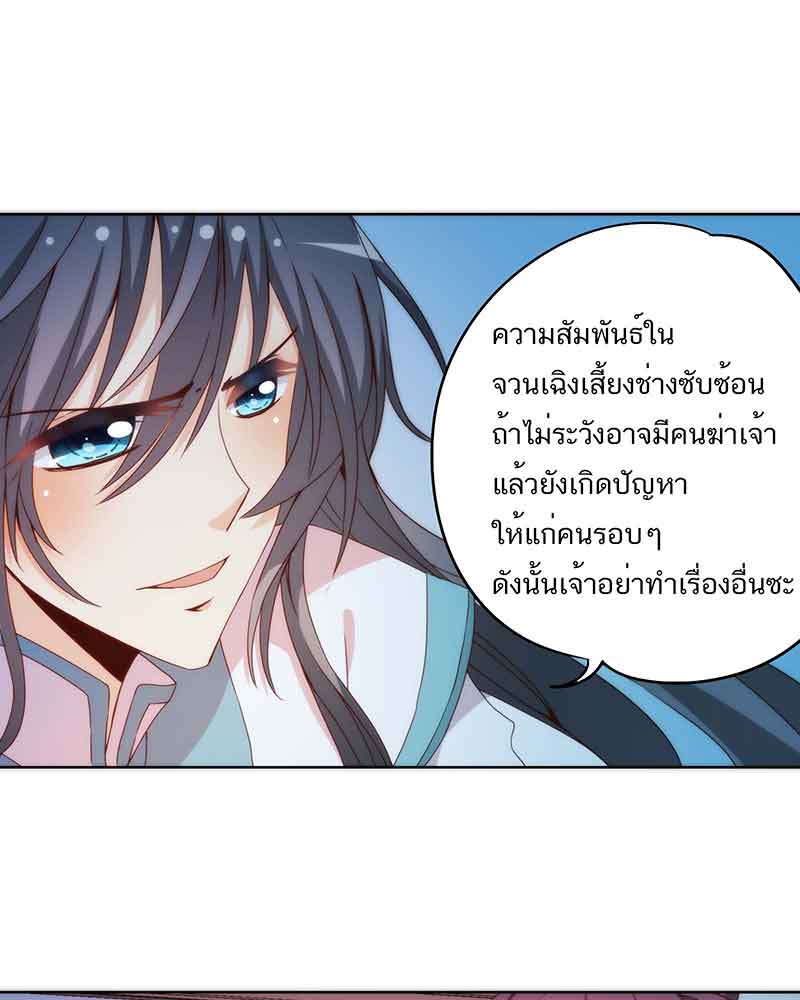 ความสัมพันธ์ใน
จวนเฉิงเสี้ยงช่างซับซ้อน
ถ้าไม่ระวังอาจมีคนฆ่าเจ้า
แล้วยังเกิดปัญหา
ให้แก่คนรอบๆ
ดังนั้นเจ้าอย่าทำเรื่องอื่นซะ